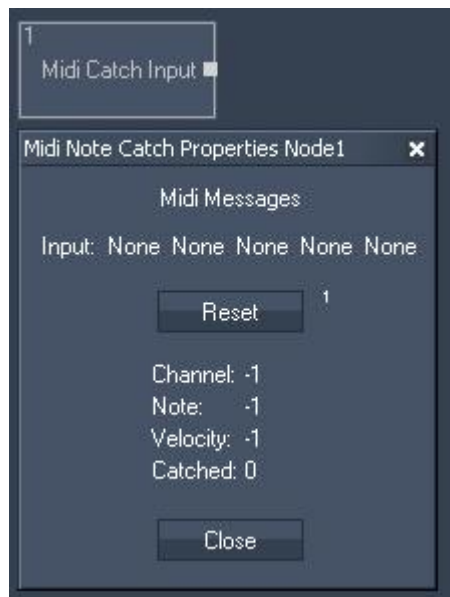 1
Midi Catch Input
Midi Note Catch Properties Node1 x
Midi Messages
Input: None None None None None
Reset 1
Channel: -1
Note: -1
Velocity: -1
Catched: 0
Close